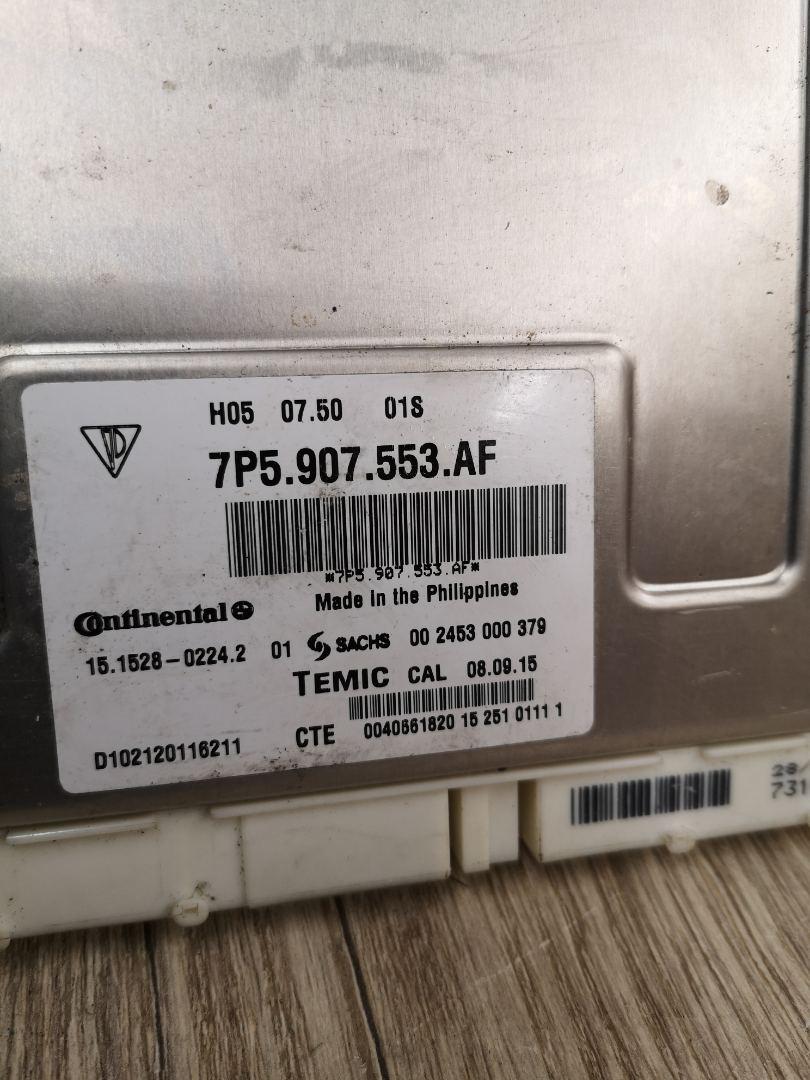 H05 07.50 01S
7P5.907.553.AF
*7P5.907.553.AF*
Made in the Philippines
Continental
15.1528-0224.2 01 SACHS 00 2453 000 379
TEMIC CAL 08.09.15
CTE 0040661820 15 251 0111 1
D102120116211
28/
731